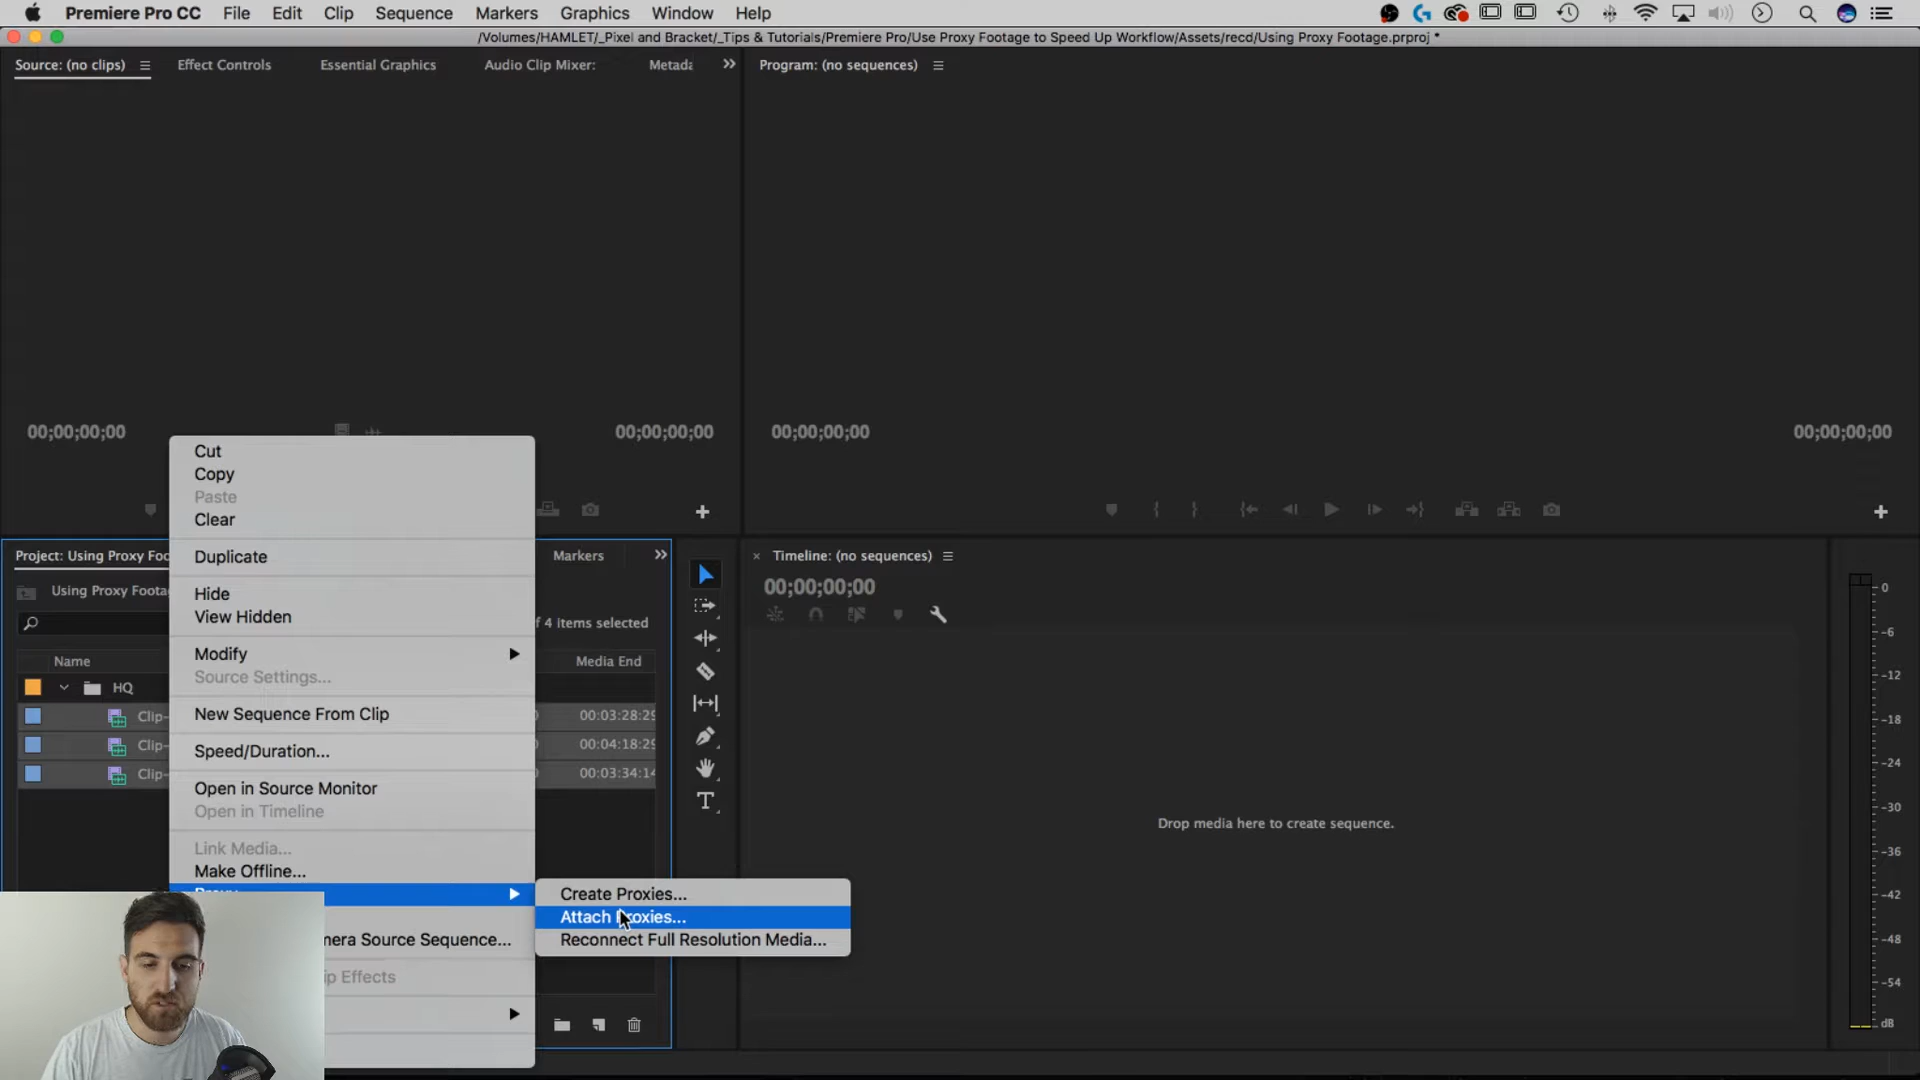 Premiere Pro CC File Edit Clip Sequence Markers Graphics Window Help
/Volumes/HAMLET/_Pixel and Bracket/_Tips & Tutorials/Premiere Pro/Use Proxy Footage to Speed Up Workflow/Assets/recd/Using Proxy Footage.prproj *
Source: (no clips) Effect Controls Essential Graphics Audio Clip Mixer: Metada
Program: (no sequences)
00;00;00;00 00;00;00;00
00;00;00;00 00;00;00;00
Cut
Copy
Paste
Clear
Duplicate
Hide
View Hidden
Modify
Source Settings...
New Sequence From Clip
Speed/Duration...
Open in Source Monitor
Open in Timeline
Link Media...
Make Offline...
Proxy
mera Source Sequence...
ip Effects
Create Proxies...
Attach Proxies...
Reconnect Full Resolution Media...
Project: Using Proxy Foo Markers
Using Proxy Foota
f 4 items selected
Name Media End
HQ
Clip- 00:03:28:29
Clip- 00:04:18:29
Clip- 00:03:34:14
Timeline: (no sequences)
00;00;00;00
Drop media here to create sequence.
0
-6
-12
-18
-24
-30
-36
-42
-48
-54
dB